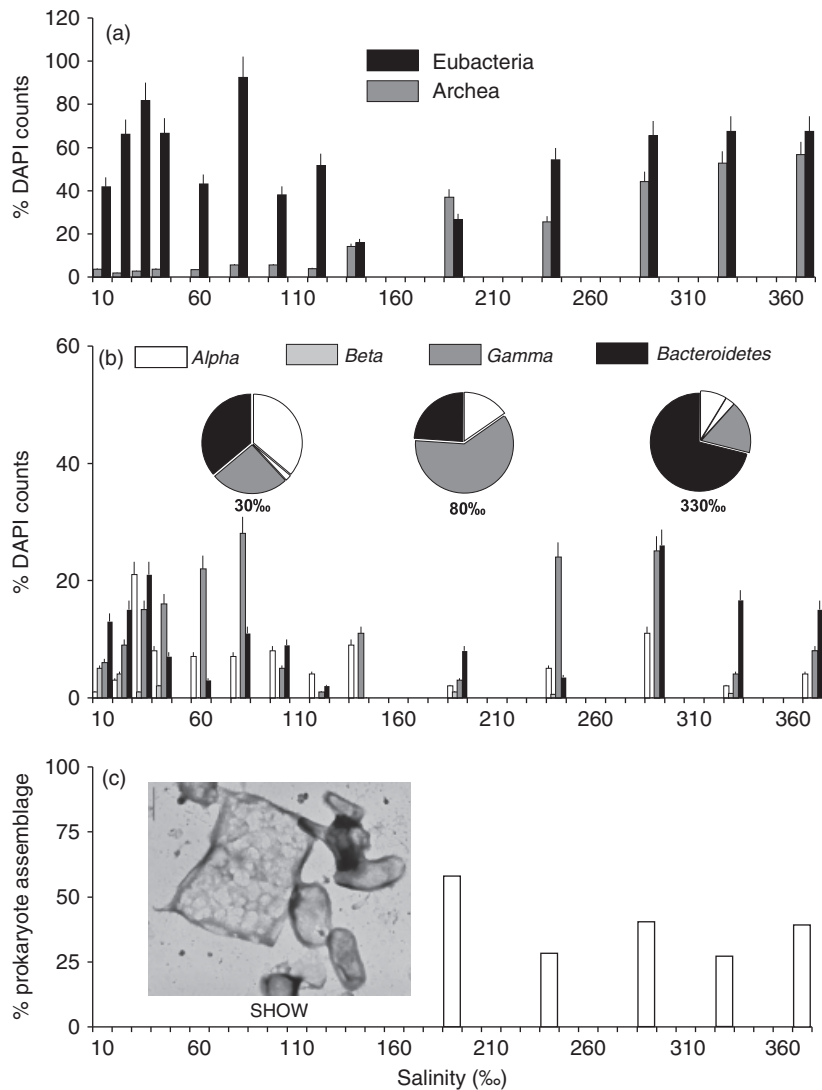 120
(a)
100
Eubacteria
Archea
80
60
40
20
0
% DAPI counts
10 60 110 160 210 260 310 360
60
(b)
Alpha Beta Gamma Bacteroidetes
40
30‰ 80‰ 330‰
20
0
% DAPI counts
10 60 110 160 210 260 310 360
100
(c)
75
50
25
0
% prokaryote assemblage
SHOW
10 60 110 160 210 260 310 360
Salinity (‰)